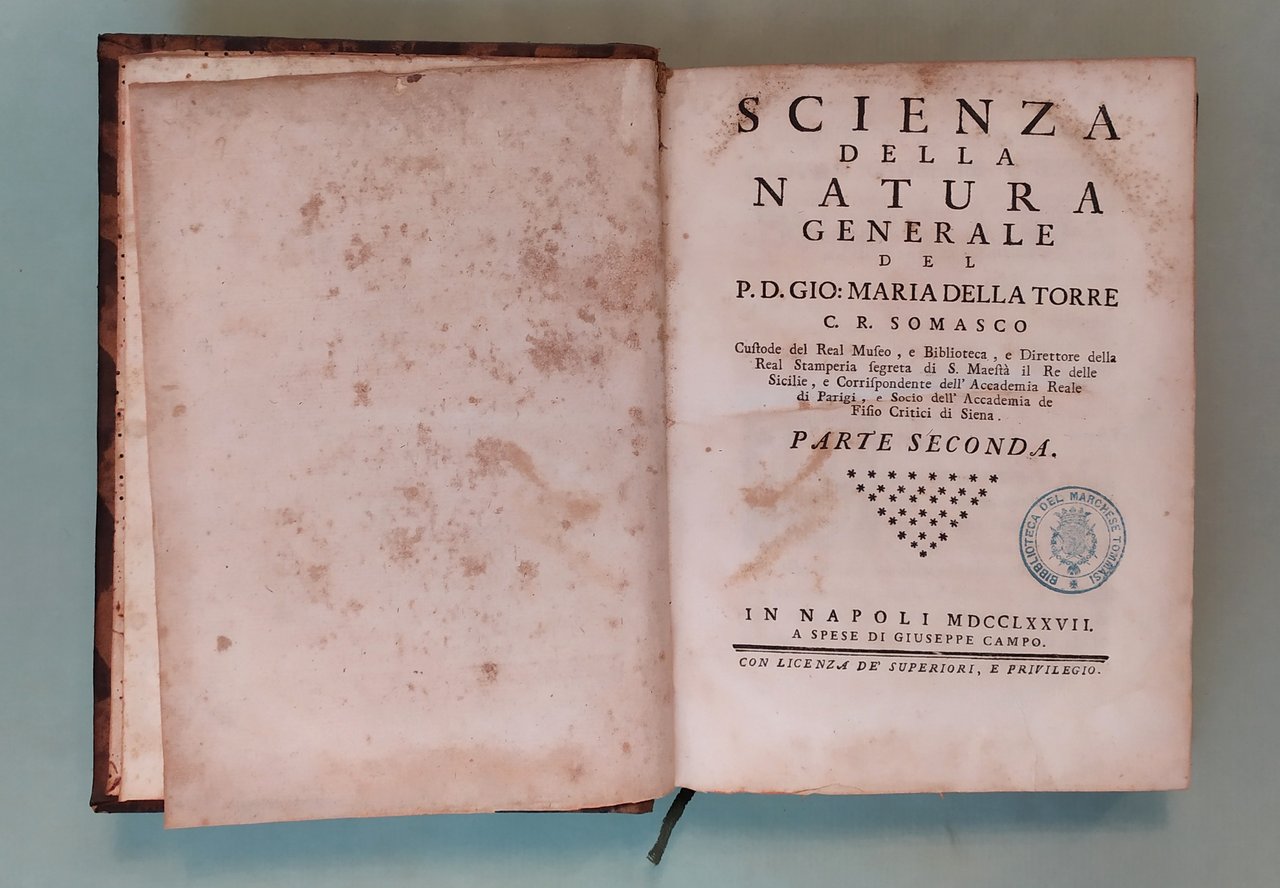 SCIENZA
DELLA
NATURA
GENERALE
DEL
P. D. GIO: MARIA DELLA TORRE
C. R. SOMASCO
Cuſtode del Real Muſeo, e Biblioteca, e Direttore della
Real Stamperia ſegreta di S. Maeſtà il Re delle
Sicilie, e Corriſpondente dell' Accademia Reale
di Parigi, e Socio dell' Accademia de
Fiſio Critici di Siena.
PARTE SECONDA.
BIBBLIOTECA DEL MARCHESE TOMMASI
IN NAPOLI MDCCLXXVII.
A SPESE DI GIUSEPPE CAMPO.
CON LICENZA DE' SUPERIORI, E PRIVILEGIO.